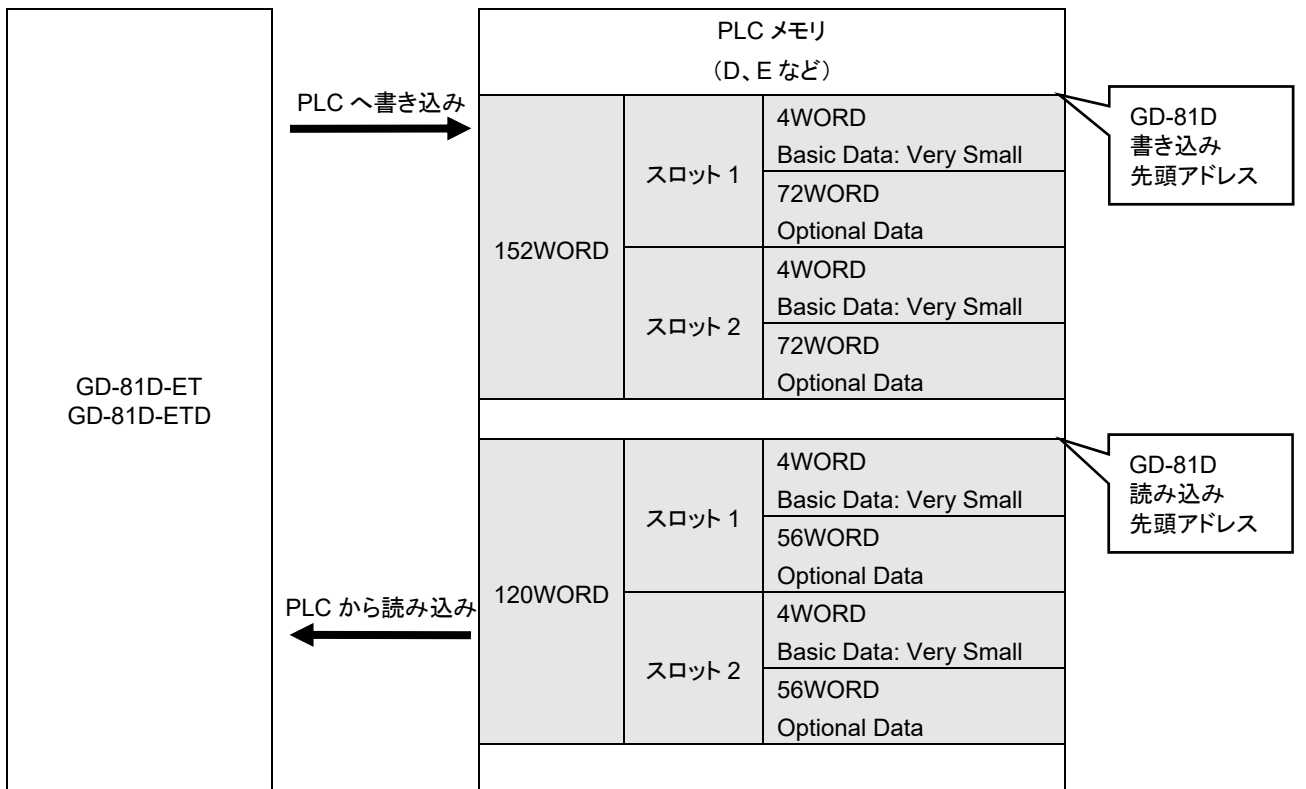 PLC メモリ
（D、E など）
PLC へ書き込み
GD-81D-ET
GD-81D-ETD
152WORD
スロット 1
4WORD
Basic Data: Very Small
72WORD
Optional Data
スロット 2
4WORD
Basic Data: Very Small
72WORD
Optional Data
GD-81D
書き込み
先頭アドレス
PLC から読み込み
120WORD
スロット 1
4WORD
Basic Data: Very Small
56WORD
Optional Data
スロット 2
4WORD
Basic Data: Very Small
56WORD
Optional Data
GD-81D
読み込み
先頭アドレス